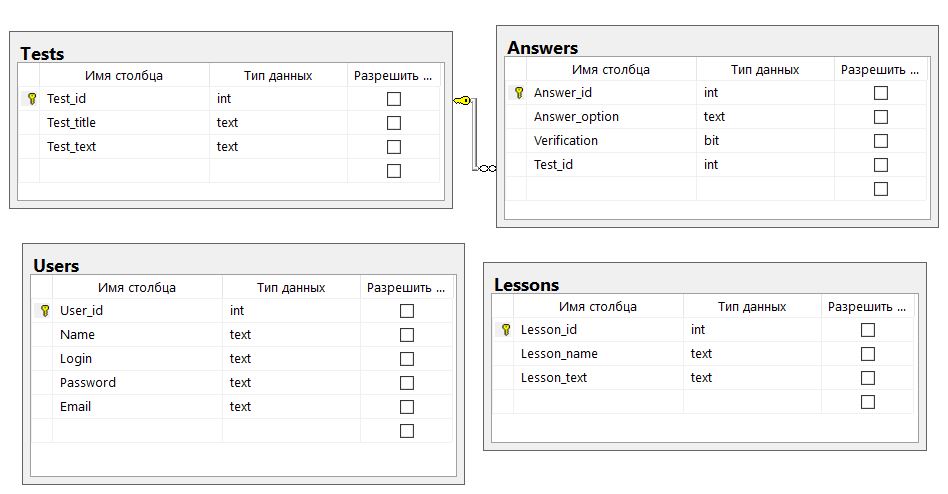 Tests
Имя столбца Тип данных Разрешить ...
Test_id int
Test_title text
Test_text text
Answers
Имя столбца Тип данных Разрешить ...
Answer_id int
Answer_option text
Verification bit
Test_id int
Users
Имя столбца Тип данных Разрешить ...
User_id int
Name text
Login text
Password text
Email text
Lessons
Имя столбца Тип данных Разрешить ...
Lesson_id int
Lesson_name text
Lesson_text text